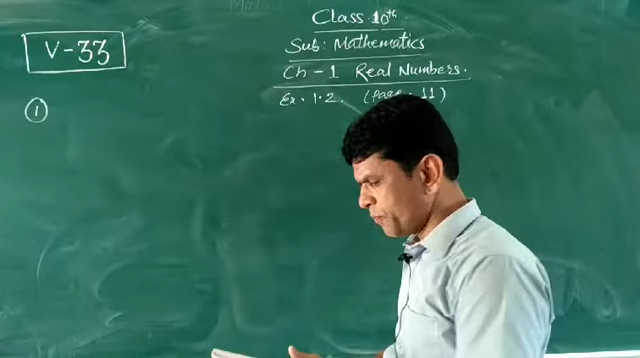 Class 10th
V-33
Sub: Mathematics
Ch-1 Real Numbers.
Ex. 1.2. (Page. 11)
1